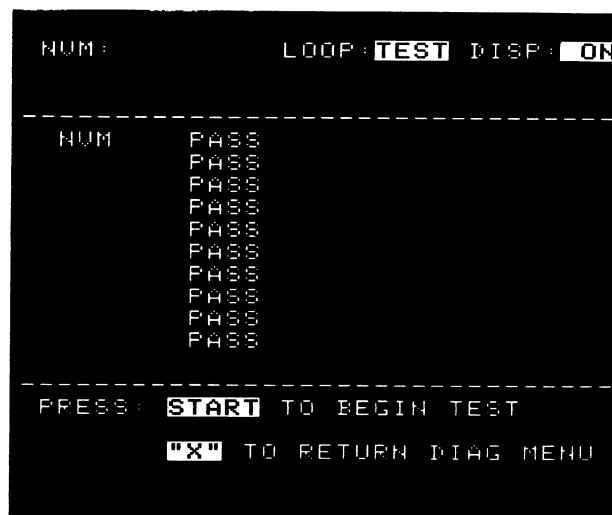 NUM: LOOP: TEST DISP: ON
NUM PASS
PASS
PASS
PASS
PASS
PASS
PASS
PASS
PASS
PASS
PRESS: START TO BEGIN TEST
"X" TO RETURN DIAG MENU